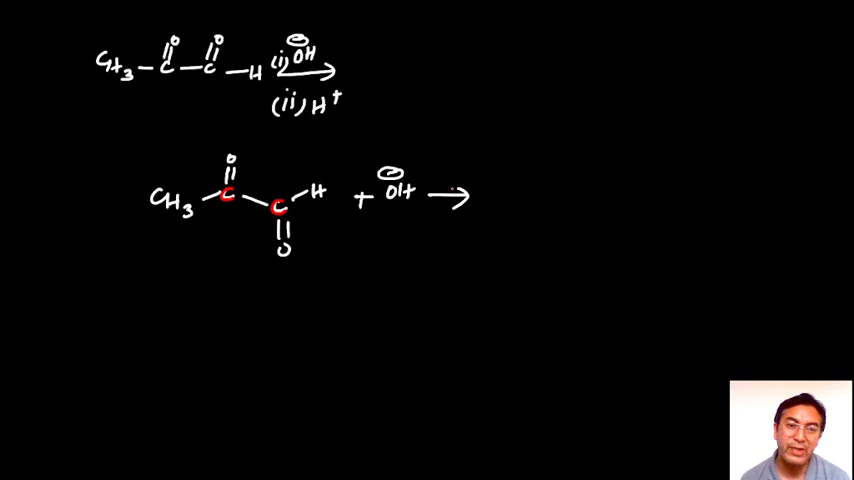 CH3 – C(=O) – C(=O) – H (i) ⊖OH →
(ii) H+
CH3 – C(=O) – C(=O) – H + ⊖OH →